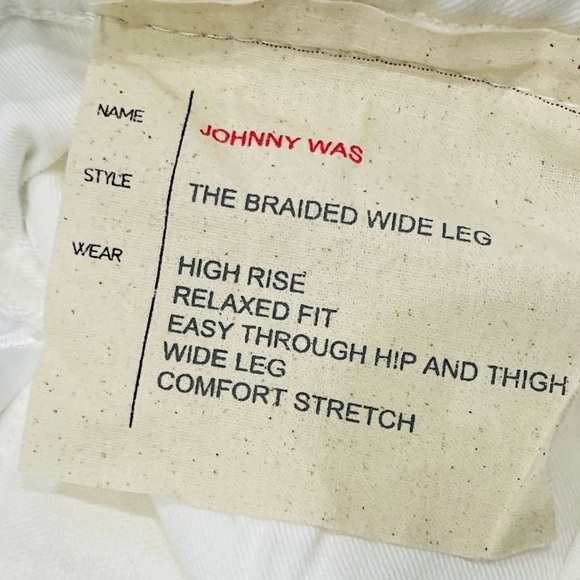 NAME JOHNNY WAS
STYLE THE BRAIDED WIDE LEG
WEAR HIGH RISE
RELAXED FIT
EASY THROUGH HIP AND THIGH
WIDE LEG
COMFORT STRETCH